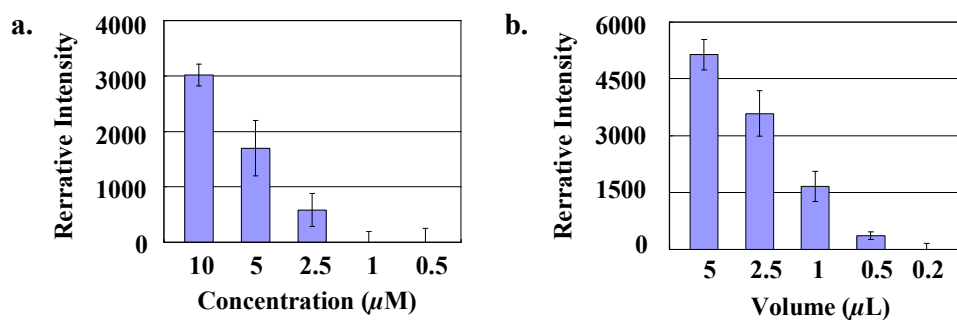 a.
Rerrative Intensity
4000
3000
2000
1000
0
10 5 2.5 1 0.5
Concentration (µM)
b.
Rerrative Intensity
6000
4500
3000
1500
0
5 2.5 1 0.5 0.2
Volume (µL)